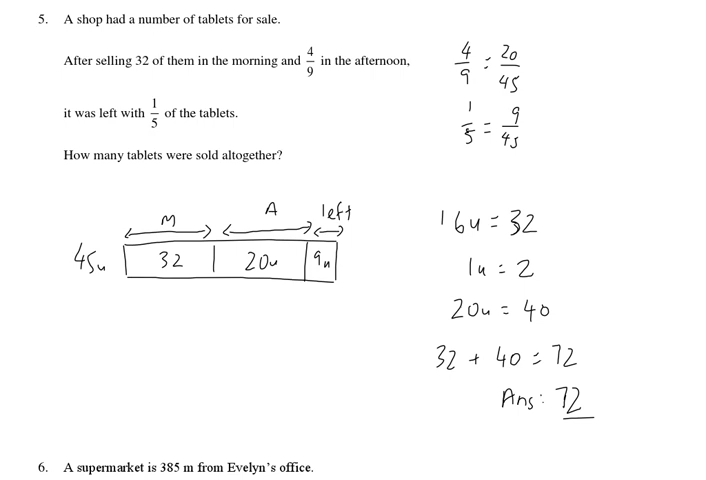 5. A shop had a number of tablets for sale.
After selling 32 of them in the morning and 4/9 in the afternoon,
it was left with 1/5 of the tablets.
How many tablets were sold altogether?
4/9 = 20/45
1/5 = 9/45
M A left
45u 32 20u 9u
16u = 32
1u = 2
20u = 40
32 + 40 = 72
Ans: 72
6. A supermarket is 385 m from Evelyn's office.